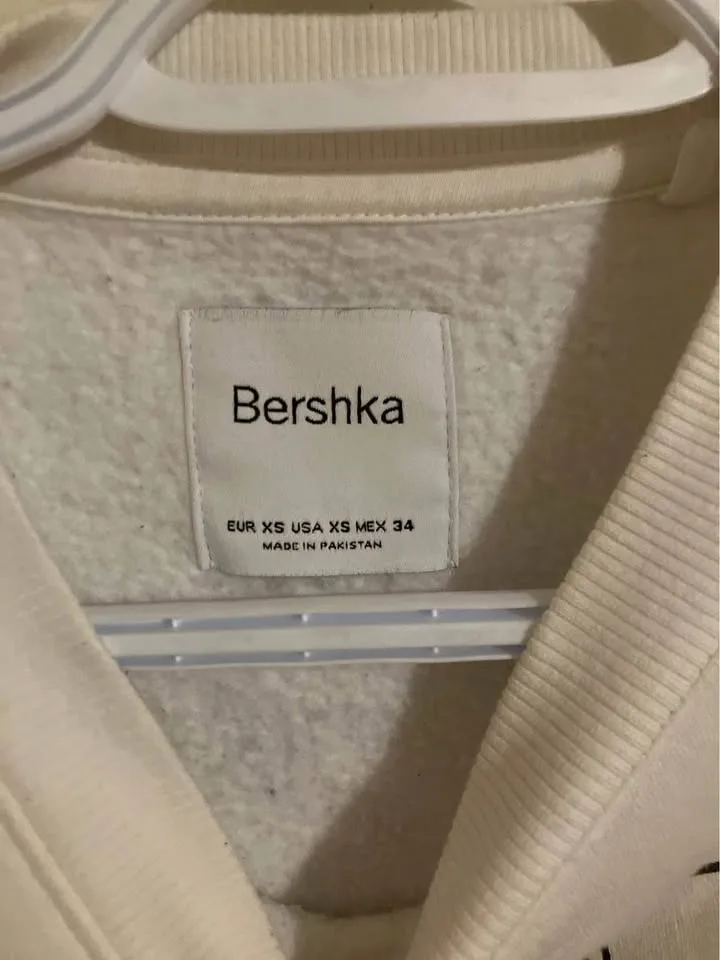 Bershka
EUR XS USA XS MEX 34
MADE IN PAKISTAN